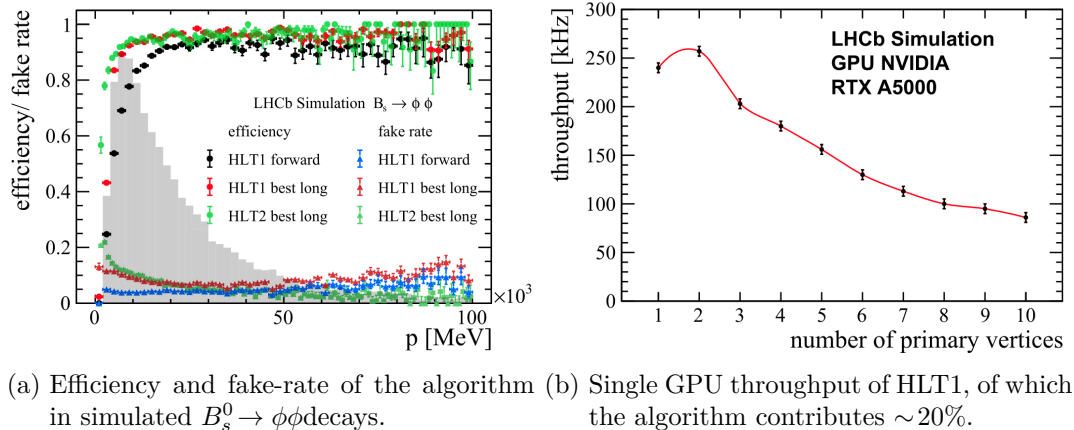 efficiency/ fake rate
1
0.8
0.6
0.4
0.2
0
LHCb Simulation B_s → ϕ ϕ
efficiency fake rate
HLT1 forward HLT1 forward
HLT1 best long HLT1 best long
HLT2 best long HLT2 best long
0 50 100 ×10³
p [MeV]
throughput [kHz]
300
250
200
150
100
50
0
LHCb Simulation
GPU NVIDIA
RTX A5000
1 2 3 4 5 6 7 8 9 10
number of primary vertices
(a) Efficiency and fake-rate of the algorithm
in simulated B_s^0 → ϕϕdecays.
(b) Single GPU throughput of HLT1, of which
the algorithm contributes ∼20%.